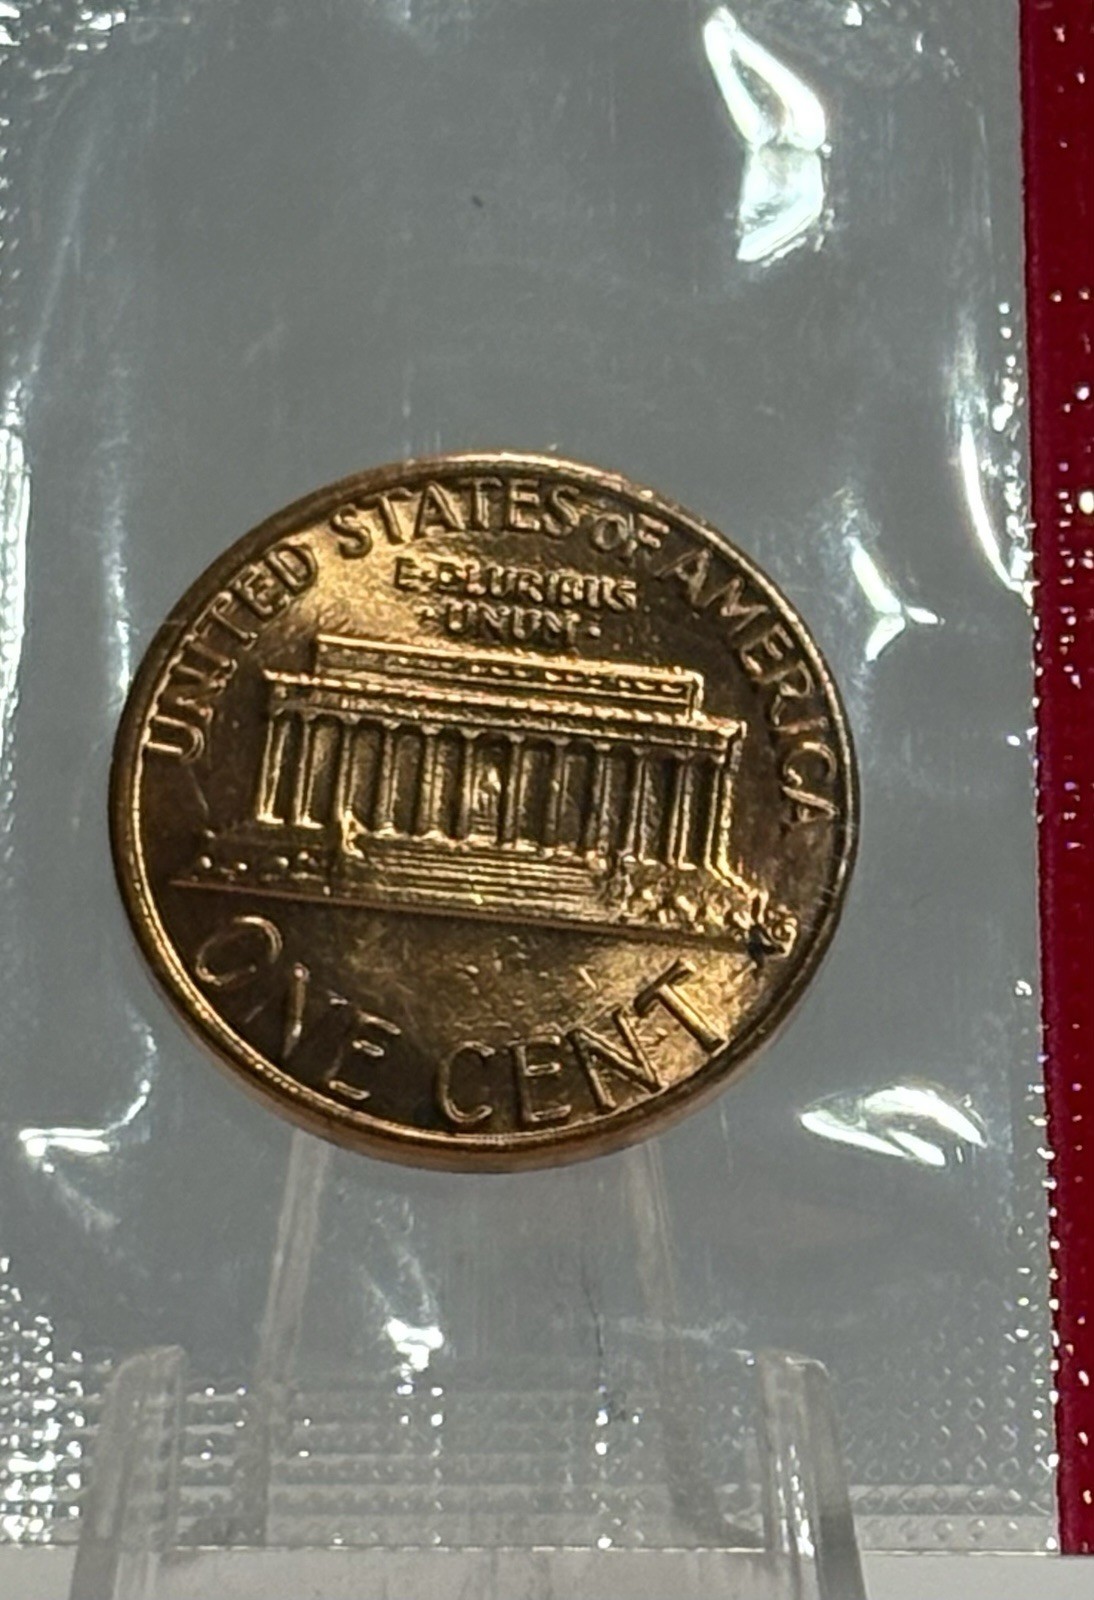 UNITED STATES OF AMERICA
E·PLURIBUS
·UNUM·
ONE CENT